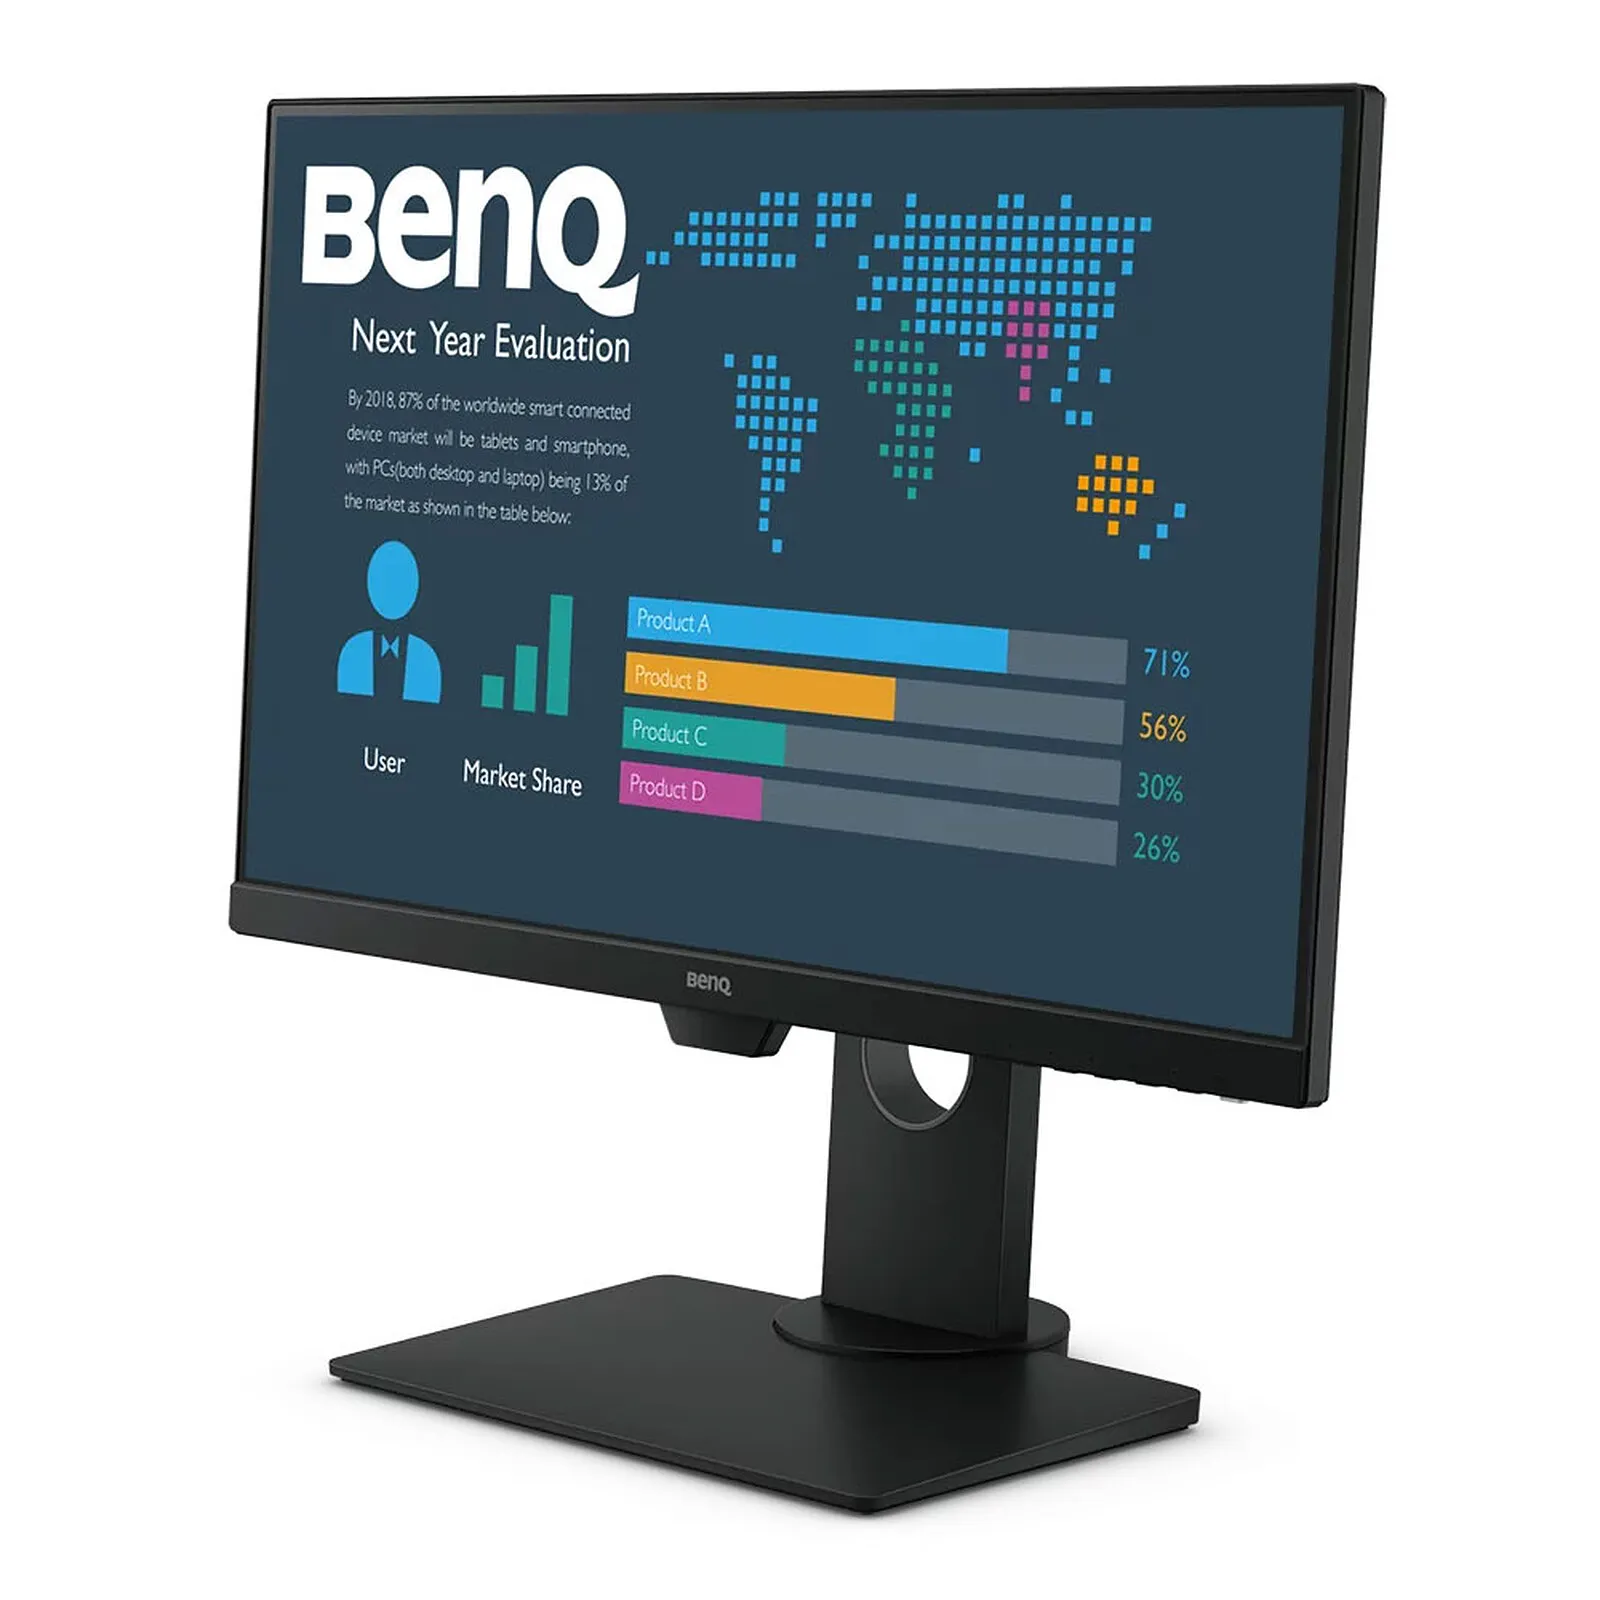 BenQ
Next Year Evaluation
By 2018, 87% of the worldwide smart connected
device market will be tablets and smartphone,
with PCs(both desktop and laptop) being 13% of
the market as shown in the table below:
User
Market Share
Product A 71%
Product B 56%
Product C 30%
Product D 26%
BenQ